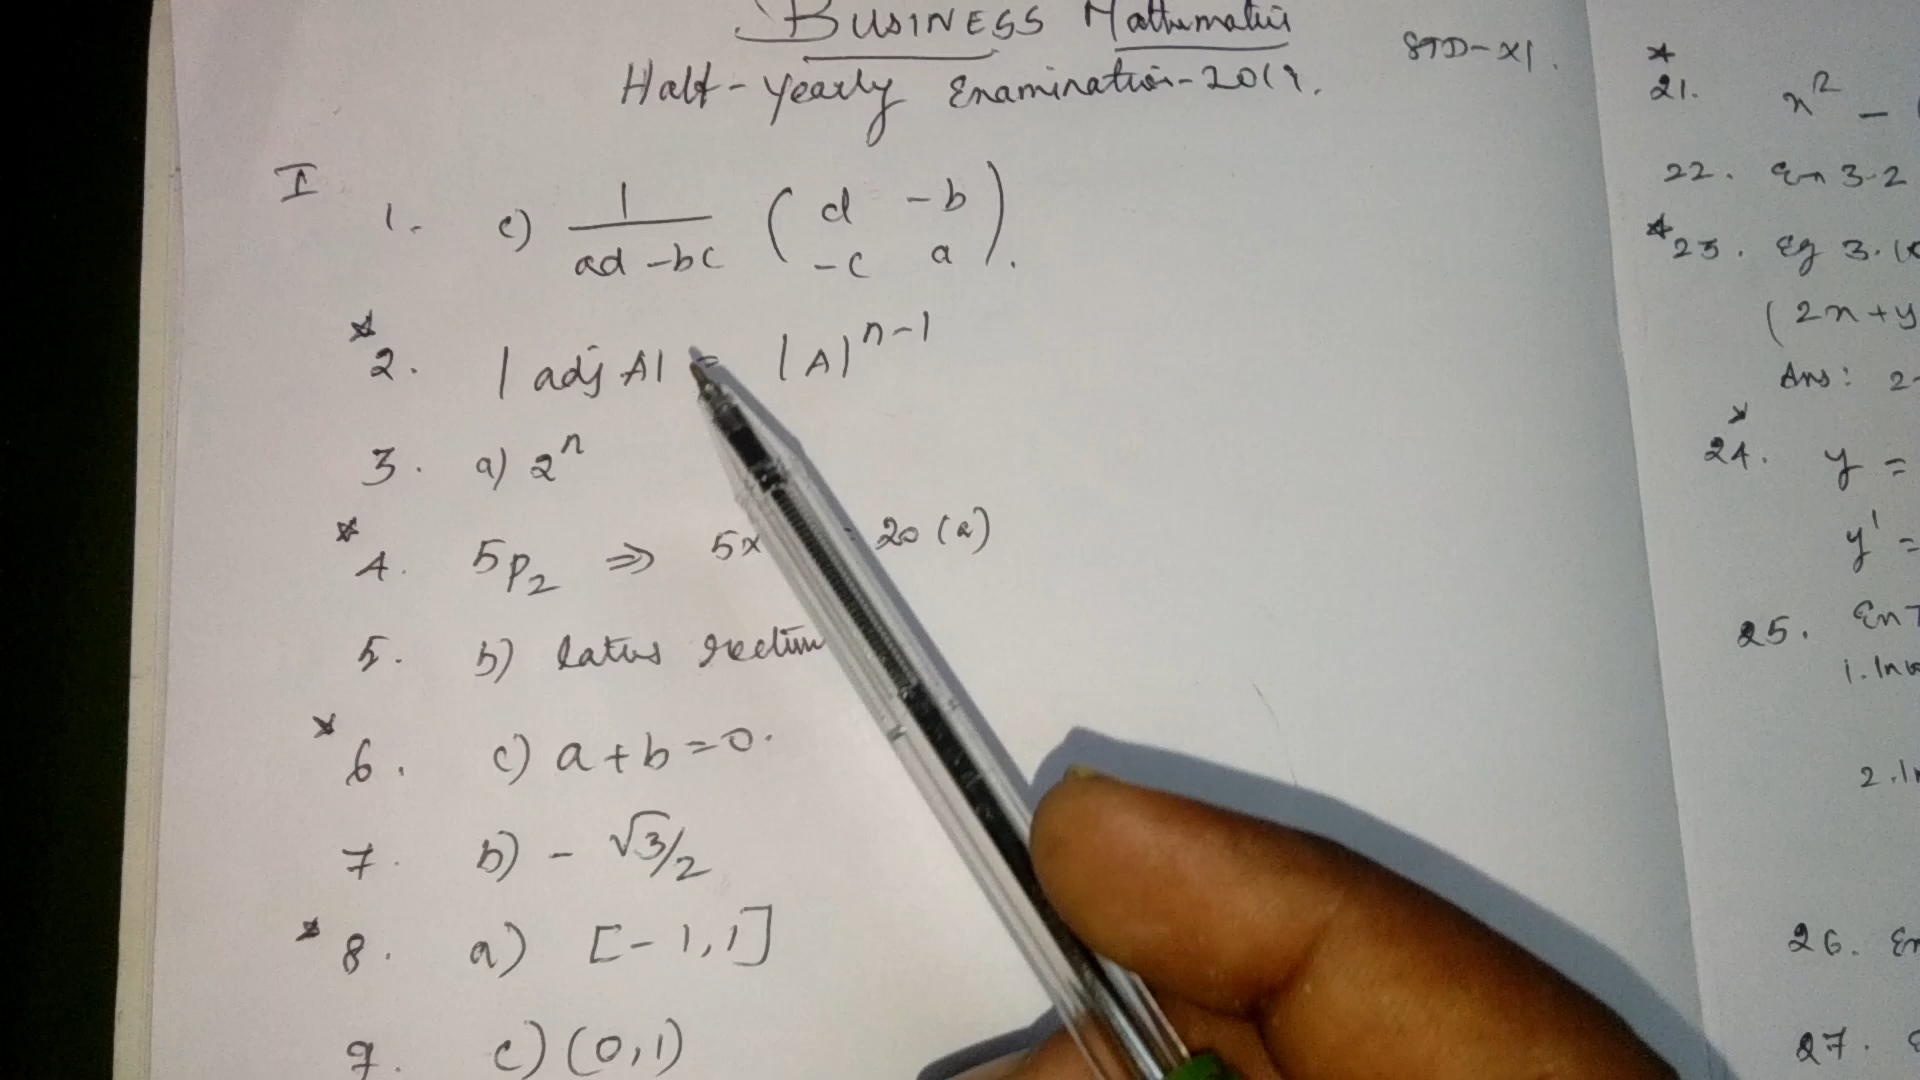 BUSINESS Mathematics
Half-Yearly Examination-2019.
STD-XI.
I
1. c) 1/ad-bc ( d -b
-c a ).
*2. |adj A| = |A|^n-1
3. a) 2^n
*4. 5P2 ⇒ 5x 20 (a)
5. b) latus rectum
*6. c) a+b=0.
7. b) - √3/2
*8. a) [-1,1]
9. c) (0,1)
*
21. x² -
22. Ex 3.2
*23. Eg 3.
(2x+y
Ans: 2
*
24. y =
y' =
25. Ex
1. Inv
2. In
26. Ex
27.